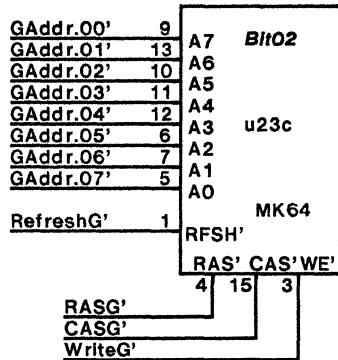 GAddr.00' 9 A7 Bit02
GAddr.01' 13 A6
GAddr.02' 10 A5
GAddr.03' 11 A4
GAddr.04' 12 A3 u23c
GAddr.05' 6 A2
GAddr.06' 7 A1
GAddr.07' 5 A0
MK64
RefreshG' 1 RFSH'
RAS' CAS' WE'
4 15 3
RASG'
CASG'
WriteG'